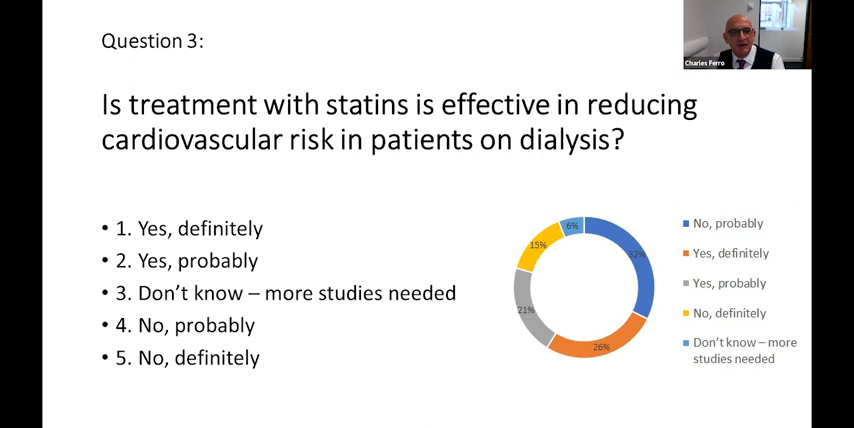 Question 3:
Charles Ferro
Is treatment with statins is effective in reducing
cardiovascular risk in patients on dialysis?
• 1. Yes, definitely
• 2. Yes, probably
• 3. Don't know – more studies needed
• 4. No, probably
• 5. No, definitely
6%
15%
32%
21%
26%
No, probably
Yes, definitely
Yes, probably
No, definitely
Don't know – more
studies needed